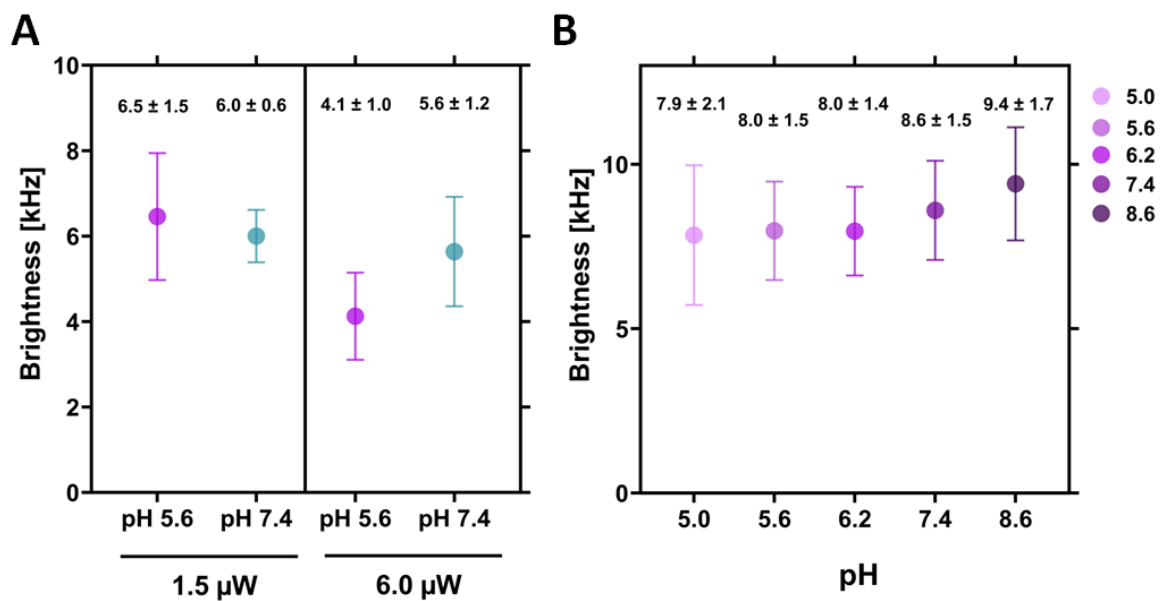 A
Brightness [kHz]
10
8
6
4
2
0
6.5 ± 1.5 6.0 ± 0.6 4.1 ± 1.0 5.6 ± 1.2
pH 5.6 pH 7.4 pH 5.6 pH 7.4
1.5 µW 6.0 µW
B
Brightness [kHz]
10
5
0
7.9 ± 2.1 8.0 ± 1.5 8.0 ± 1.4 8.6 ± 1.5 9.4 ± 1.7
5.0 5.6 6.2 7.4 8.6
pH
5.0
5.6
6.2
7.4
8.6